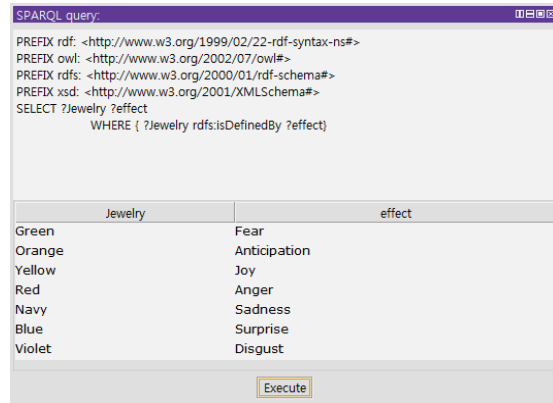 SPARQL query:
PREFIX rdf: <http://www.w3.org/1999/02/22-rdf-syntax-ns#>
PREFIX owl: <http://www.w3.org/2002/07/owl#>
PREFIX rdfs: <http://www.w3.org/2000/01/rdf-schema#>
PREFIX xsd: <http://www.w3.org/2001/XMLSchema#>
SELECT ?Jewelry ?effect
WHERE { ?Jewelry rdfs:isDefinedBy ?effect}
Jewelry effect
Green Fear
Orange Anticipation
Yellow Joy
Red Anger
Navy Sadness
Blue Surprise
Violet Disgust
Execute